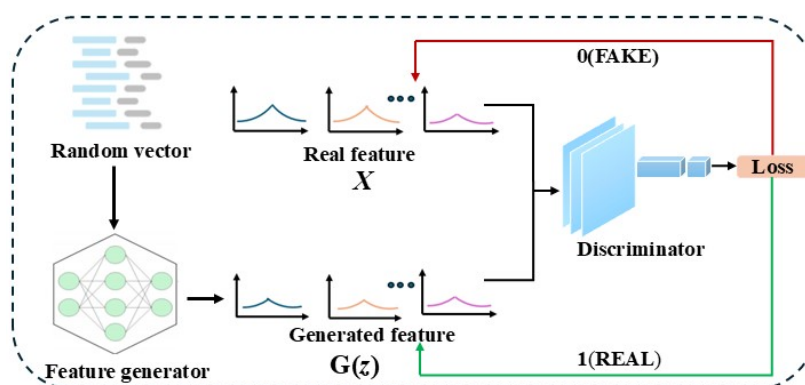 0(FAKE)
Random vector
Real feature
X
Loss
Discriminator
Generated feature
G(z)
Feature generator
1(REAL)